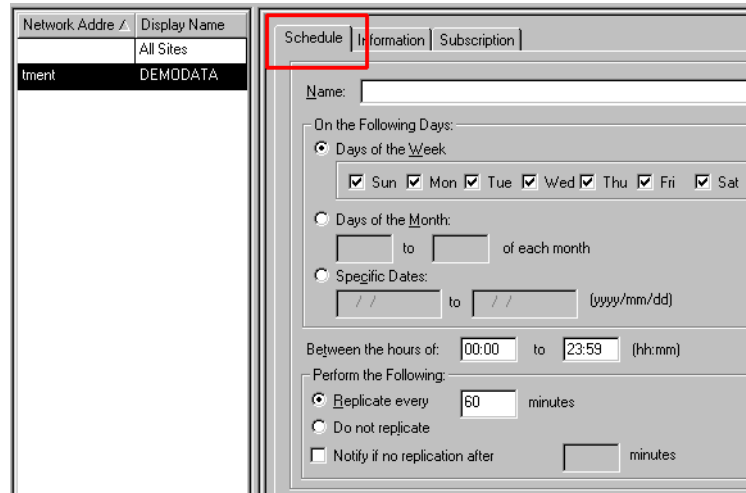 Network Addre Display Name
All Sites
tment DEMODATA
Schedule Information Subscription
Name:
On the Following Days:
Days of the Week
Sun Mon Tue Wed Thu Fri Sat
Days of the Month:
to of each month
Specific Dates:
/ / to / / (yyyy/mm/dd)
Between the hours of: 00:00 to 23:59 (hh:mm)
Perform the Following:
Replicate every 60 minutes
Do not replicate
Notify if no replication after minutes